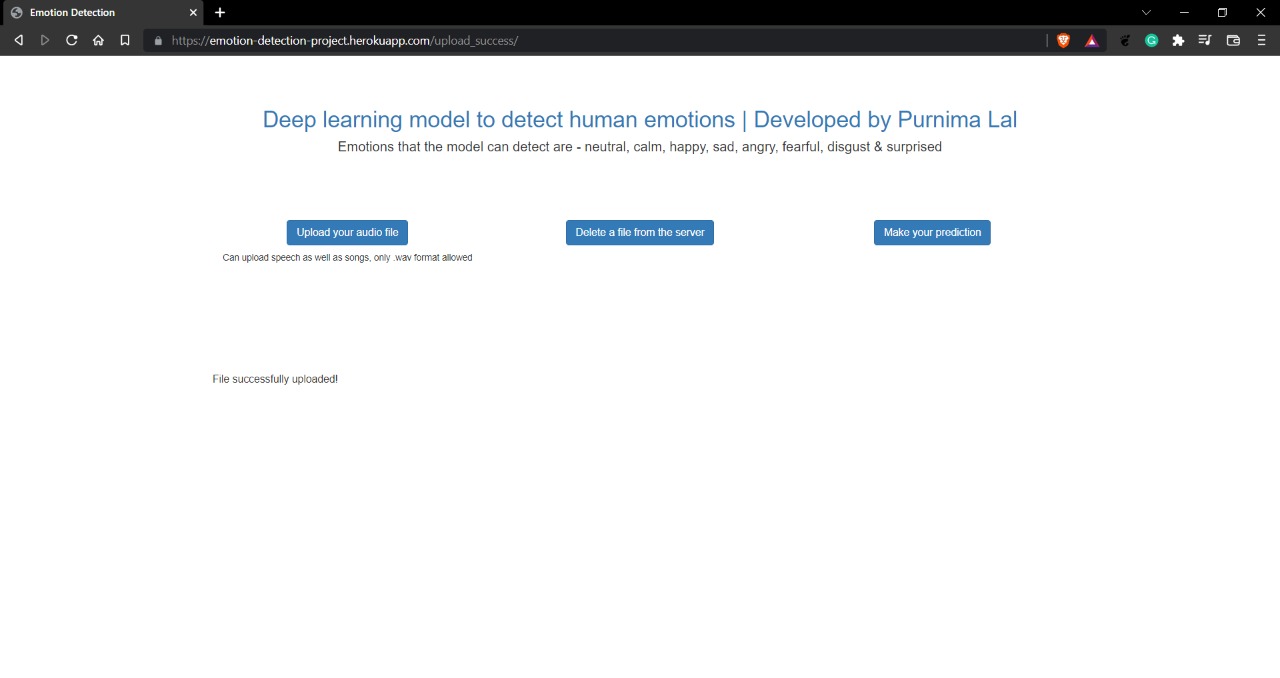 Emotion Detection
https://emotion-detection-project.herokuapp.com/upload_success/
Deep learning model to detect human emotions | Developed by Purnima Lal
Emotions that the model can detect are - neutral, calm, happy, sad, angry, fearful, disgust & surprised
Upload your audio file
Delete a file from the server
Make your prediction
Can upload speech as well as songs, only .wav format allowed
File successfully uploaded!